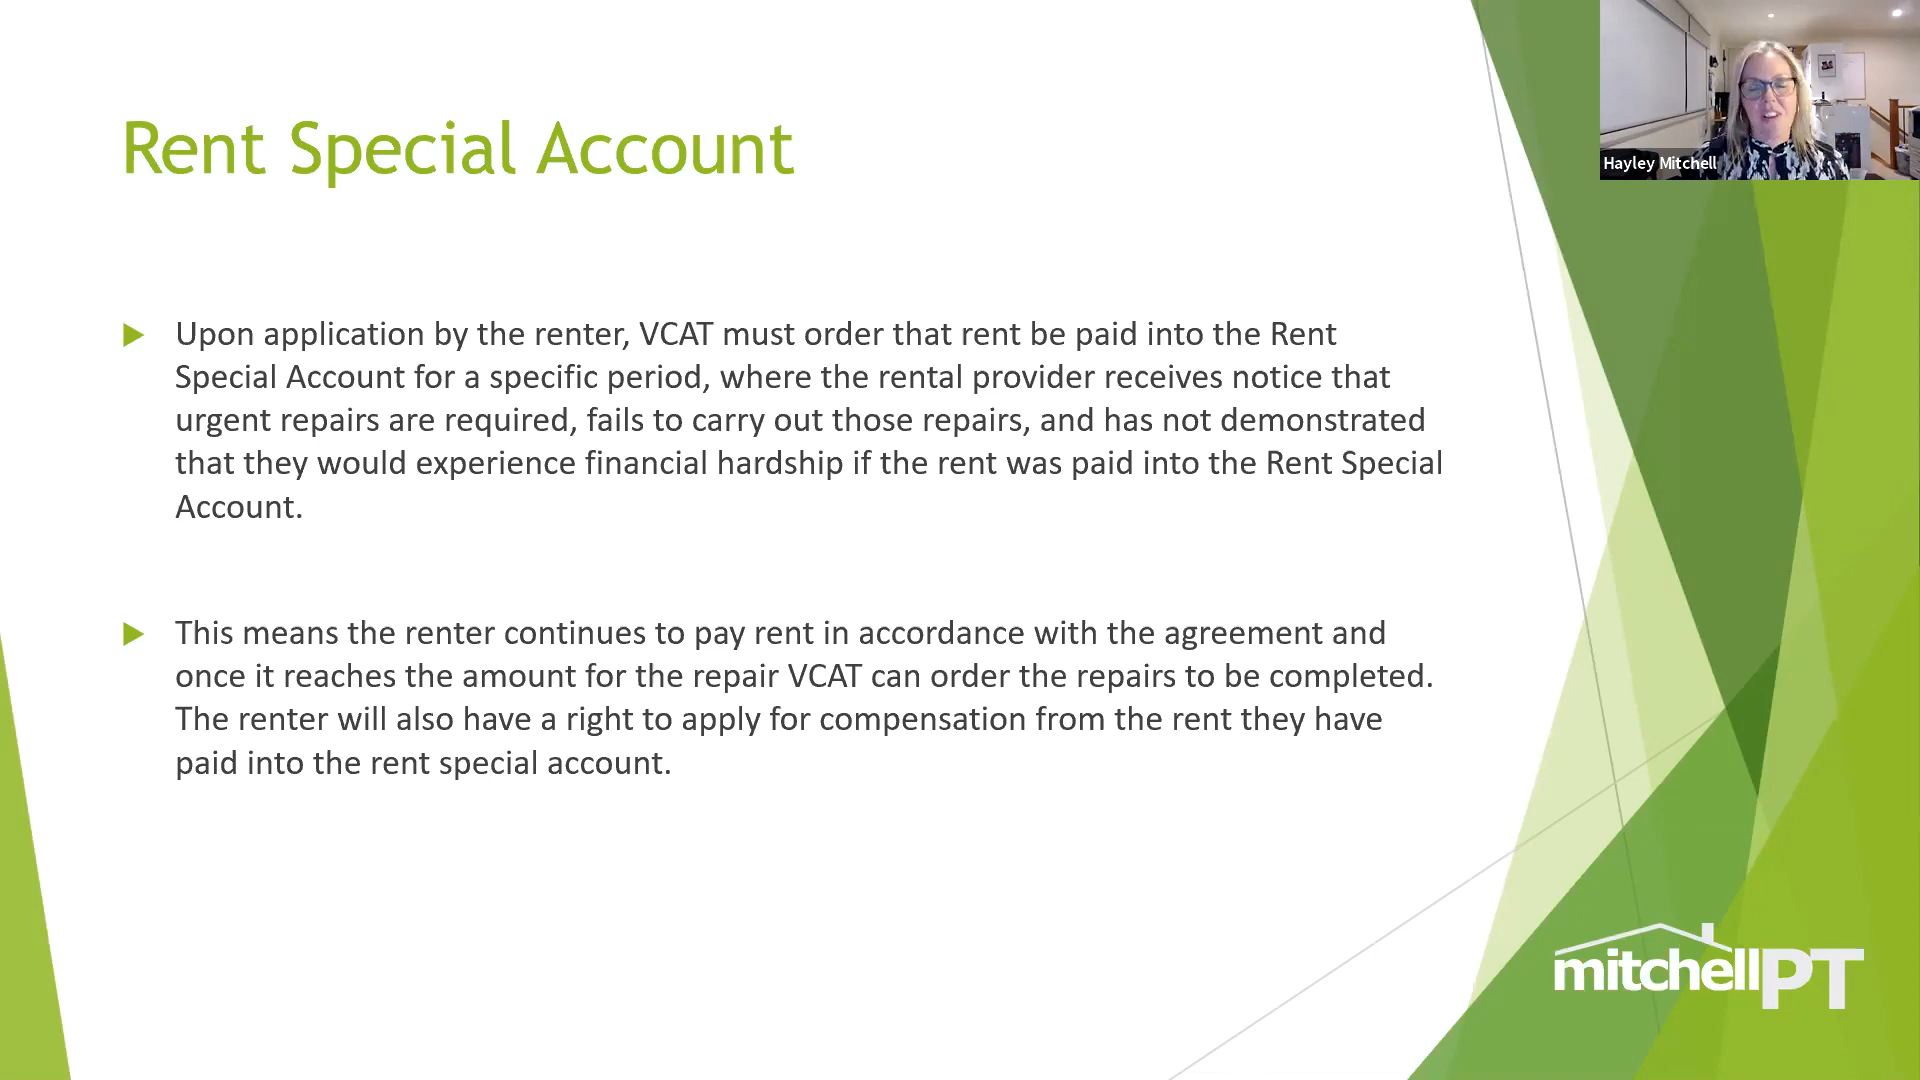 Rent Special Account
Hayley Mitchell
Upon application by the renter, VCAT must order that rent be paid into the Rent
Special Account for a specific period, where the rental provider receives notice that
urgent repairs are required, fails to carry out those repairs, and has not demonstrated
that they would experience financial hardship if the rent was paid into the Rent Special
Account.
This means the renter continues to pay rent in accordance with the agreement and
once it reaches the amount for the repair VCAT can order the repairs to be completed.
The renter will also have a right to apply for compensation from the rent they have
paid into the rent special account.
mitchellPT